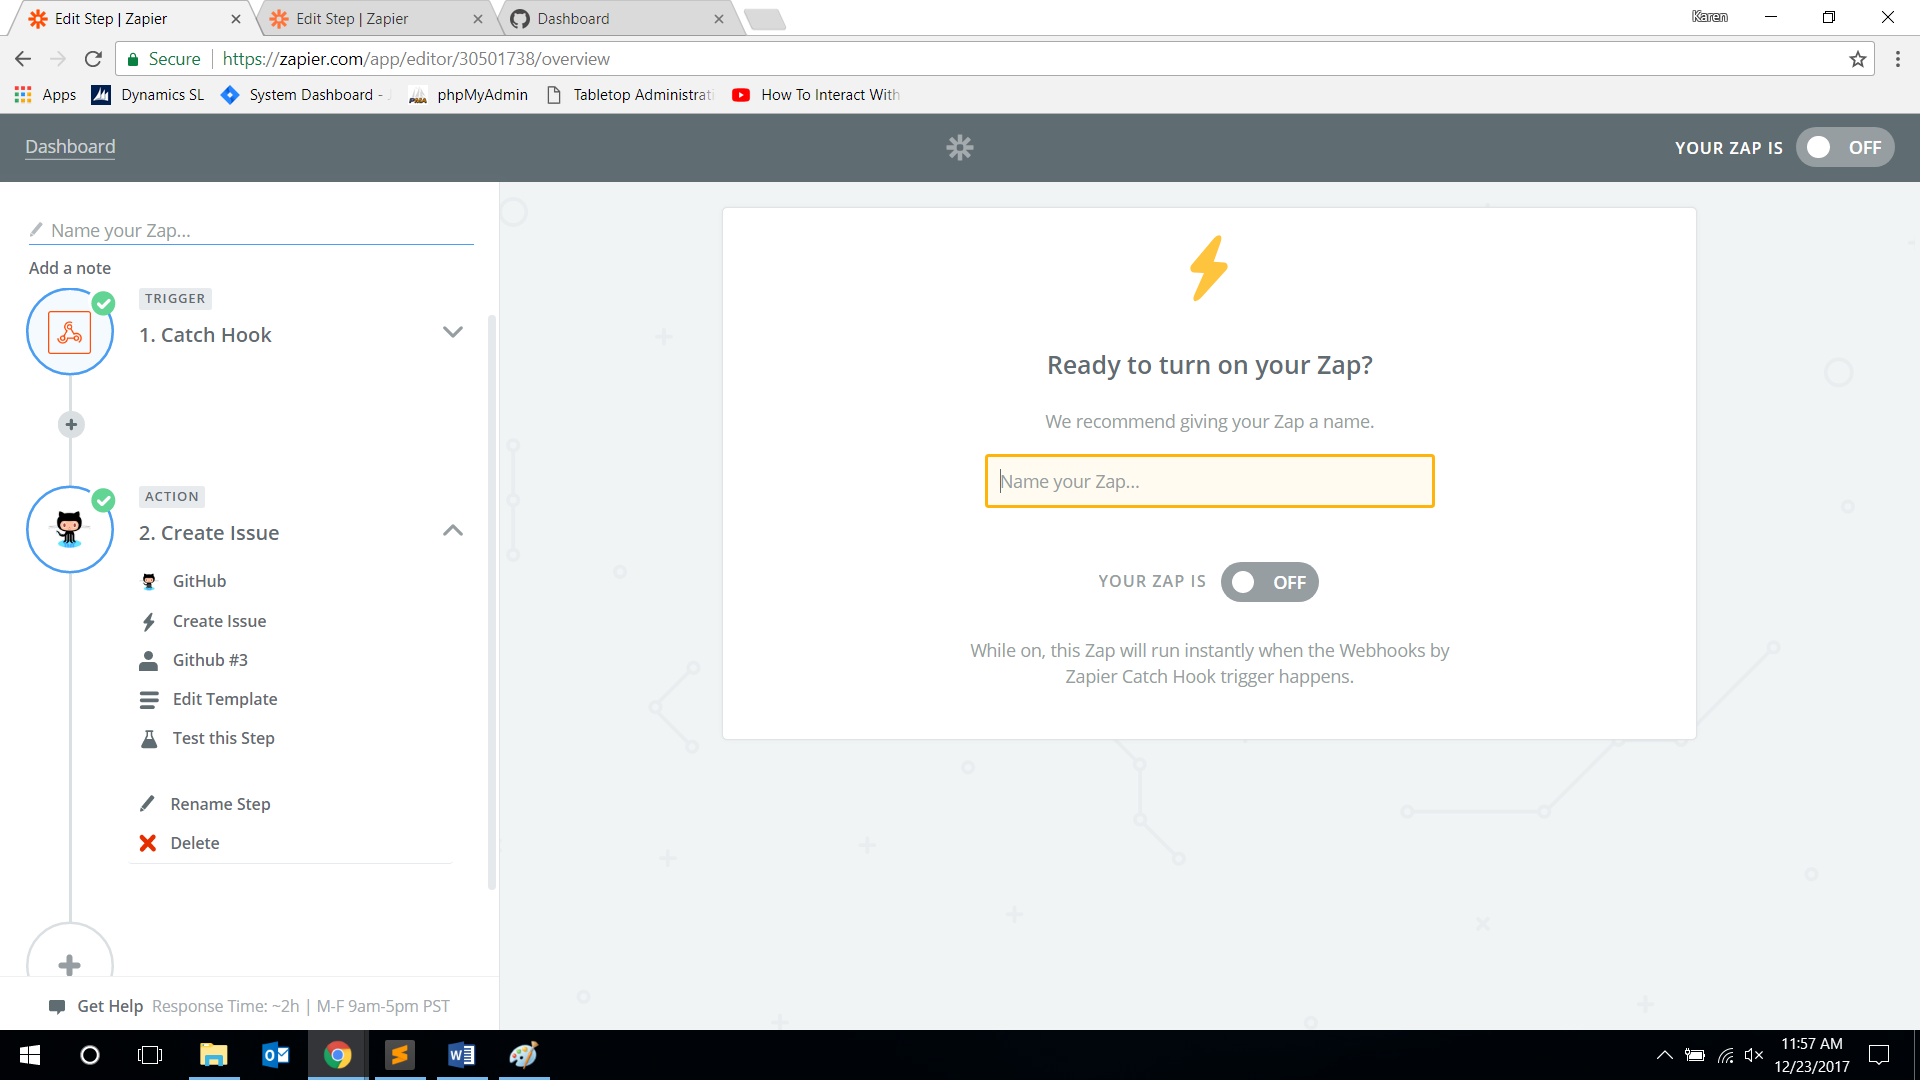 Edit Step | Zapier
Edit Step | Zapier
Dashboard
Karen
Secure
https://zapier.com/app/editor/30501738/overview
Apps
Dynamics SL
System Dashboard -
phpMyAdmin
Tabletop Administrati
How To Interact With
Dashboard
YOUR ZAP IS
OFF
Name your Zap...
Add a note
TRIGGER
1. Catch Hook
ACTION
2. Create Issue
GitHub
Create Issue
Github #3
Edit Template
Test this Step
Rename Step
Delete
Get Help Response Time: ~2h | M-F 9am-5pm PST
Ready to turn on your Zap?
We recommend giving your Zap a name.
Name your Zap...
YOUR ZAP IS
OFF
While on, this Zap will run instantly when the Webhooks by
Zapier Catch Hook trigger happens.
11:57 AM
12/23/2017